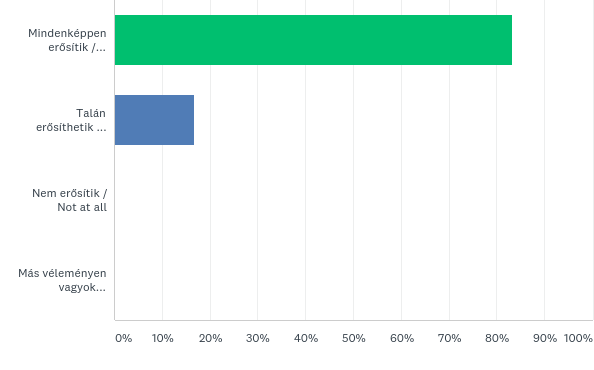 Mindenképpen
erősítik /...
Talán
erősíthetik ...
Nem erősítik /
Not at all
Más véleményen
vagyok...
0% 10% 20% 30% 40% 50% 60% 70% 80% 90% 100%